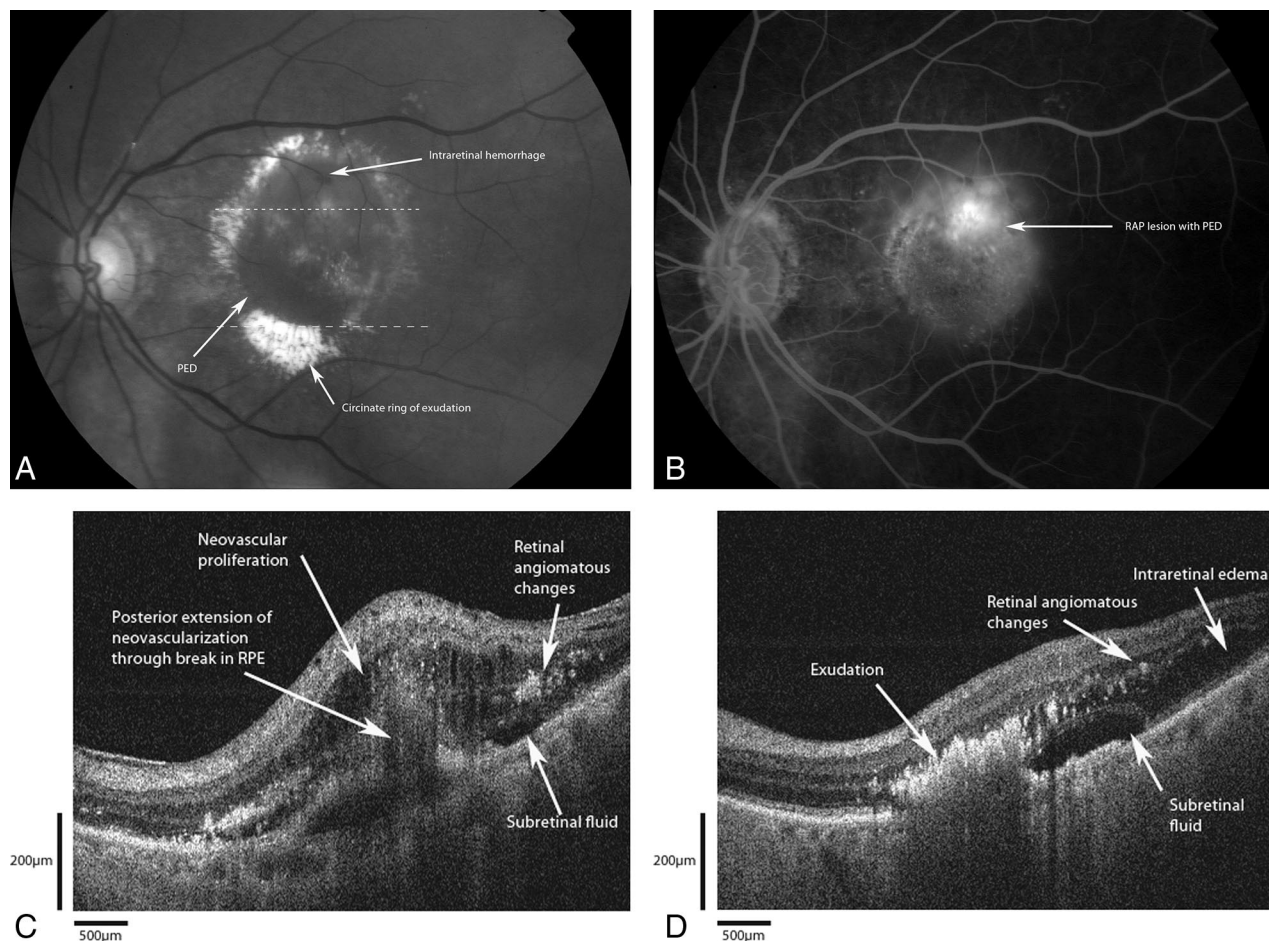 Intraretinal hemorrhage
PED
Circinate ring of exudation
A
RAP lesion with PED
B
Neovascular
proliferation
Retinal
angiomatous
changes
Posterior extension of
neovascularization
through break in RPE
Subretinal fluid
200µm
500µm
C
Intraretinal edema
Retinal angiomatous
changes
Exudation
Subretinal
fluid
200µm
500µm
D